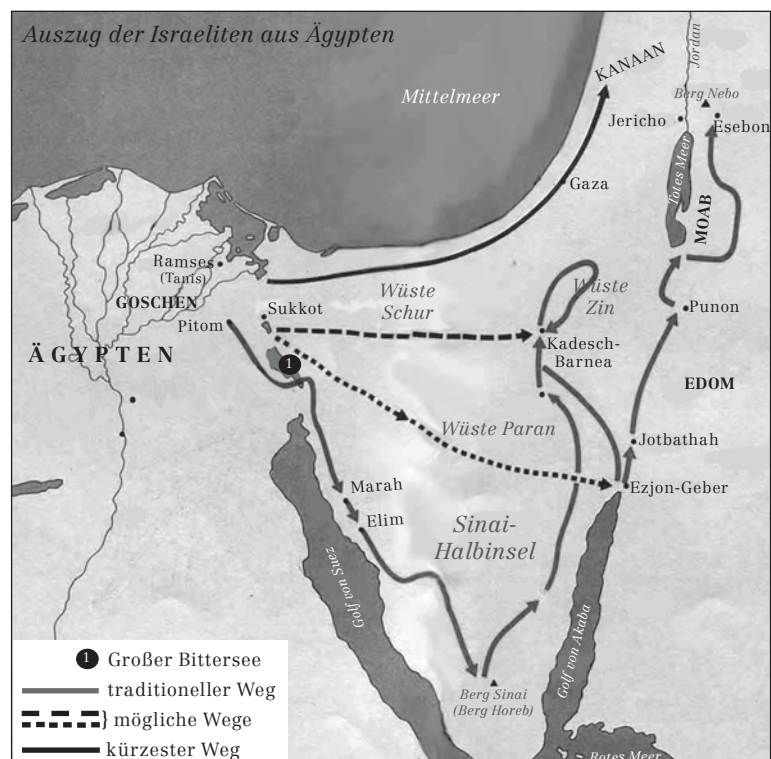 Auszug der Israeliten aus Ägypten
Jordan
KANAAN
Mittelmeer
Berg Nebo
Jericho
Esebon
Totes Meer
Gaza
MOAB
Ramses
(Tanis)
GOSCHEN
Wüste
Schur
Wüste
Zin
Sukkot
Pitom
Punon
ÄGYPTEN
Kadesch-
Barnea
1
EDOM
Wüste Paran
Jotbathah
Marah
Ezjon-Geber
Elim
Sinai-
Halbinsel
Golf von Suez
Golf von Akaba
Berg Sinai
(Berg Horeb)
Rotes Meer
1 Großer Bittersee
traditioneller Weg
} mögliche Wege
kürzester Weg